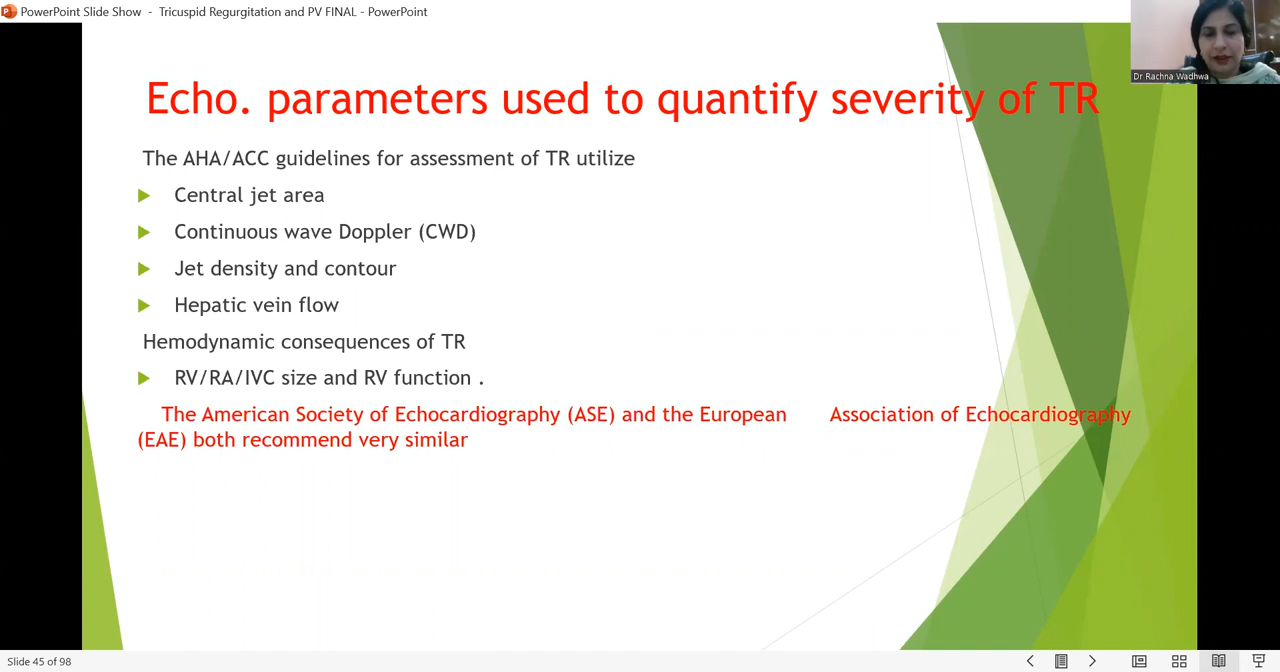 PowerPoint Slide Show - Tricuspid Regurgitation and PV FINAL - PowerPoint
Dr Rachna Wadhwa
Echo. parameters used to quantify severity of TR
The AHA/ACC guidelines for assessment of TR utilize
Central jet area
Continuous wave Doppler (CWD)
Jet density and contour
Hepatic vein flow
Hemodynamic consequences of TR
RV/RA/IVC size and RV function .
The American Society of Echocardiography (ASE) and the European Association of Echocardiography
(EAE) both recommend very similar
Slide 45 of 98